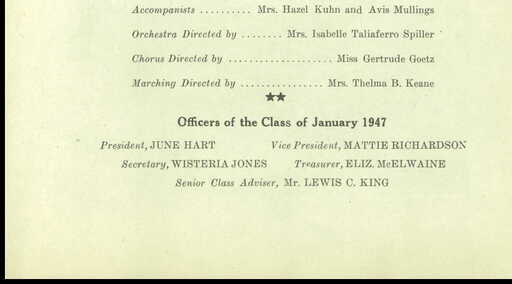 Accompanists .......... Mrs. Hazel Kuhn and Avis Mullings
Orchestra Directed by ........ Mrs. Isabelle Taliaferro Spiller
Chorus Directed by .................... Miss Gertrude Goetz
Marching Directed by ................ Mrs. Thelma B. Keane
★★
Officers of the Class of January 1947
President, JUNE HART Vice President, MATTIE RICHARDSON
Secretary, WISTERIA JONES Treasurer, ELIZ. McELWAINE
Senior Class Adviser, Mr. LEWIS C. KING